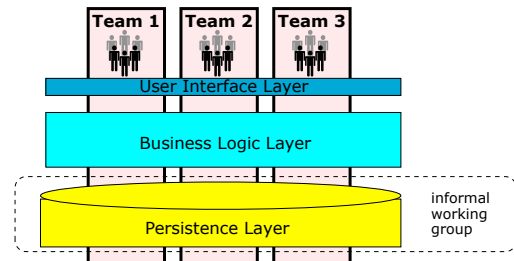 Team 1 Team 2 Team 3
User Interface Layer
Business Logic Layer
informal
working
group
Persistence Layer